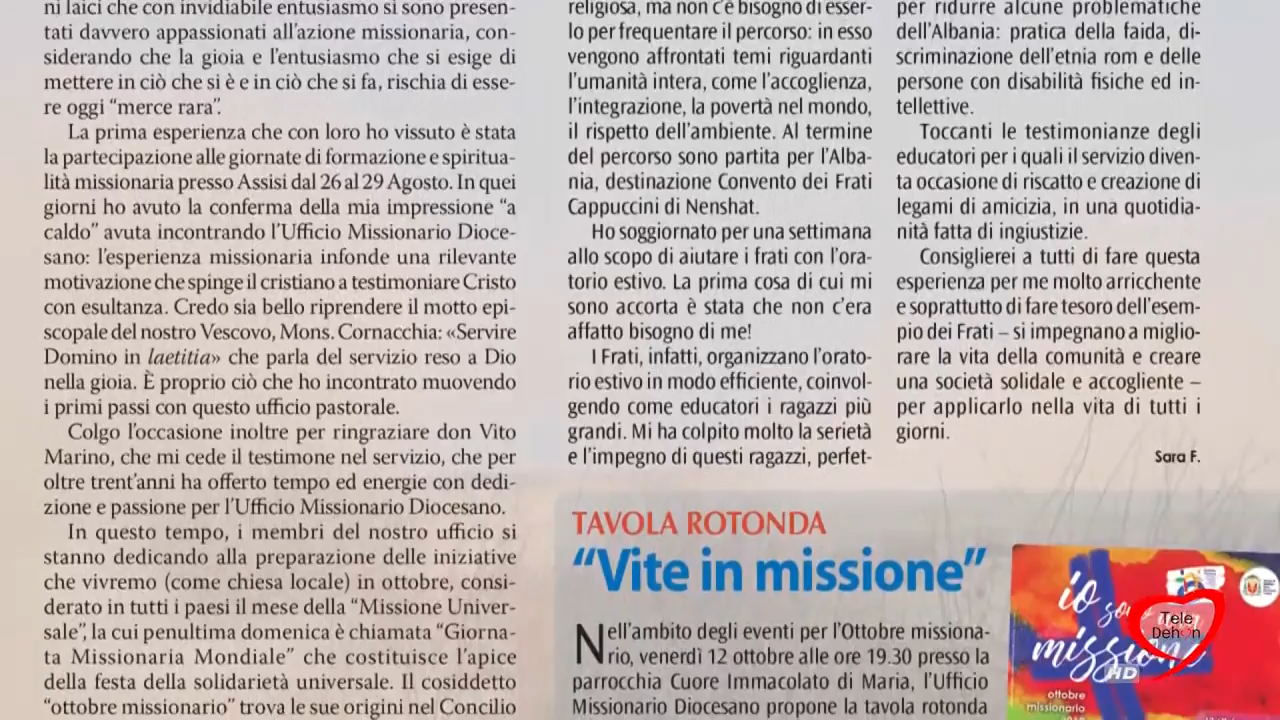 ni laici che con invidiabile entusiasmo si sono presen-
tati davvero appassionati all'azione missionaria, con-
siderando che la gioia e l'entusiasmo che si esige di
mettere in ciò che si è e in ciò che si fa, rischia di esse-
re oggi “merce rara”.
La prima esperienza che con loro ho vissuto è stata
la partecipazione alle giornate di formazione e spiritua-
lità missionaria presso Assisi dal 26 al 29 Agosto. In quei
giorni ho avuto la conferma della mia impressione “a
caldo” avuta incontrando l'Ufficio Missionario Dioce-
sano: l'esperienza missionaria infonde una rilevante
motivazione che spinge il cristiano a testimoniare Cristo
con esultanza. Credo sia bello riprendere il motto epi-
scopale del nostro Vescovo, Mons. Cornacchia: «Servire
Domino in laetitia» che parla del servizio reso a Dio
nella gioia. È proprio ciò che ho incontrato muovendo
i primi passi con questo ufficio pastorale.
Colgo l'occasione inoltre per ringraziare don Vito
Marino, che mi cede il testimone nel servizio, che per
oltre trent'anni ha offerto tempo ed energie con dedi-
zione e passione per l'Ufficio Missionario Diocesano.
In questo tempo, i membri del nostro ufficio si
stanno dedicando alla preparazione delle iniziative
che vivremo (come chiesa locale) in ottobre, consi-
derato in tutti i paesi il mese della “Missione Univer-
sale”, la cui penultima domenica è chiamata “Giorna-
ta Missionaria Mondiale” che costituisce l'apice
della festa della solidarietà universale. Il cosiddetto
“ottobre missionario” trova le sue origini nel Concilio
religiosa, ma non c'è bisogno di esser-
lo per frequentare il percorso: in esso
vengono affrontati temi riguardanti
l'umanità intera, come l'accoglienza,
l'integrazione, la povertà nel mondo,
il rispetto dell'ambiente. Al termine
del percorso sono partita per l'Alba-
nia, destinazione Convento dei Frati
Cappuccini di Nenshat.
Ho soggiornato per una settimana
allo scopo di aiutare i frati con l'ora-
torio estivo. La prima cosa di cui mi
sono accorta è stata che non c'era
affatto bisogno di me!
I Frati, infatti, organizzano l'orato-
rio estivo in modo efficiente, coinvol-
gendo come educatori i ragazzi più
grandi. Mi ha colpito molto la serietà
e l'impegno di questi ragazzi, perfet-
per ridurre alcune problematiche
dell'Albania: pratica della faida, di-
scriminazione dell'etnia rom e delle
persone con disabilità fisiche ed in-
tellettive.
Toccanti le testimonianze degli
educatori per i quali il servizio diven-
ta occasione di riscatto e creazione di
legami di amicizia, in una quotidia-
nità fatta di ingiustizie.
Consiglierei a tutti di fare questa
esperienza per me molto arricchente
e soprattutto di fare tesoro dell'esem-
pio dei Frati – si impegnano a miglio-
rare la vita della comunità e creare
una società solidale e accogliente –
per applicarlo nella vita di tutti i
giorni.
Sara F.
TAVOLA ROTONDA
“Vite in missione”
Nell'ambito degli eventi per l'Ottobre missiona-
rio, venerdì 12 ottobre alle ore 19.30 presso la
parrocchia Cuore Immacolato di Maria, l'Ufficio
Missionario Diocesano propone la tavola rotonda
io
missione
ottobre
missionario
Tele
Dehon
HD